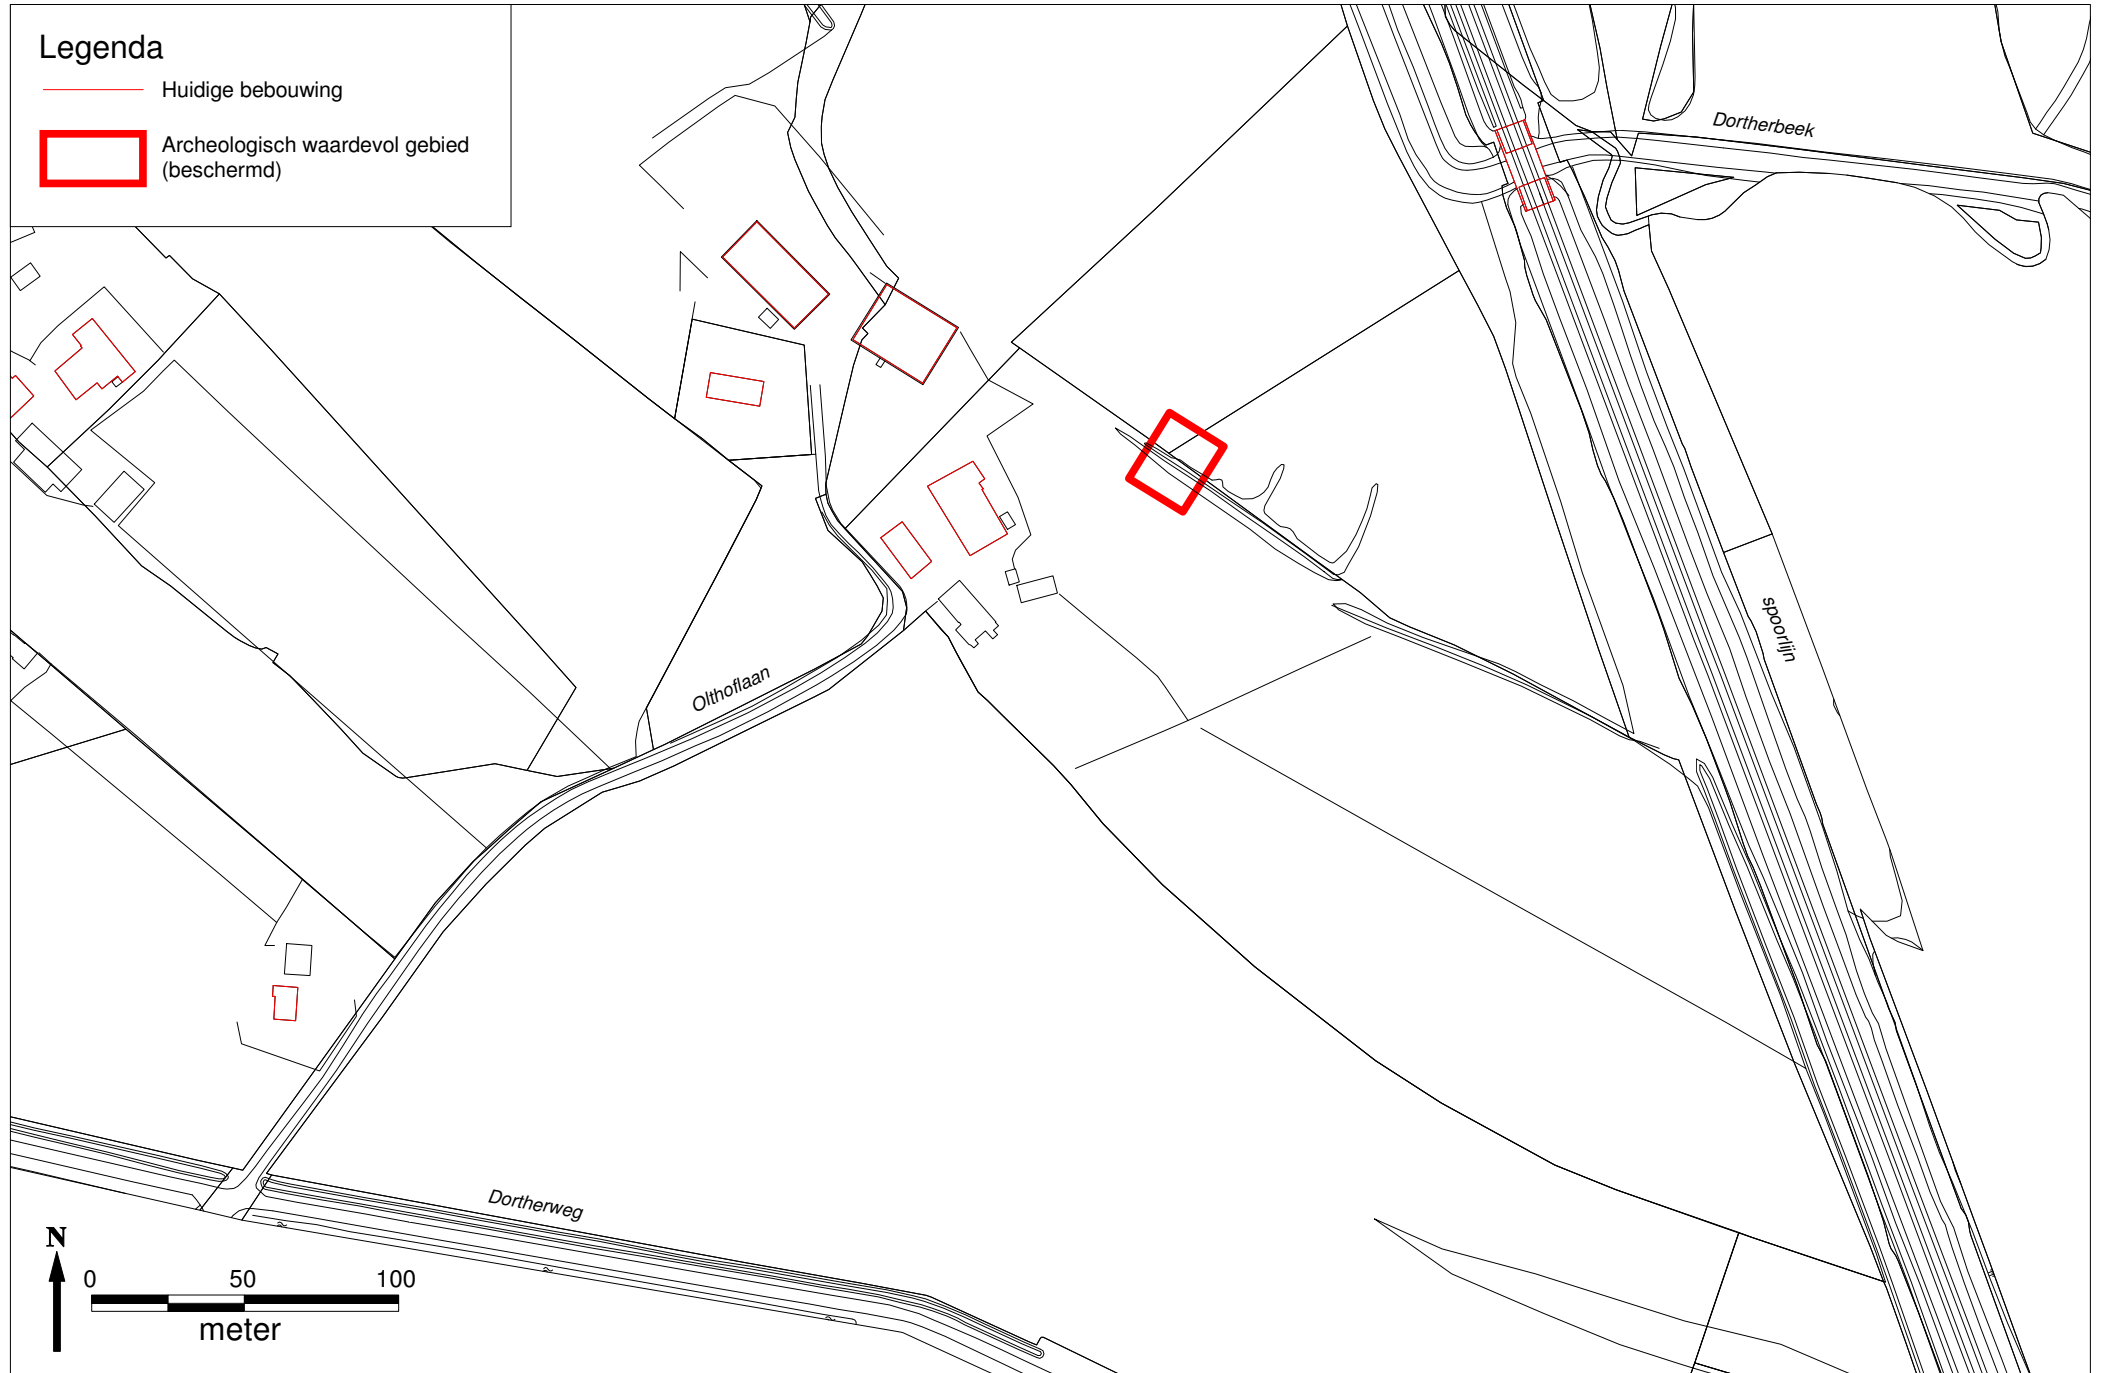 Legenda
Huidige bebouwing
Archeologisch waardevol gebied
(beschermd)
Dortherbeek
spoorlijn
Olthoflaan
Dortherweg
N
0 50 100
meter